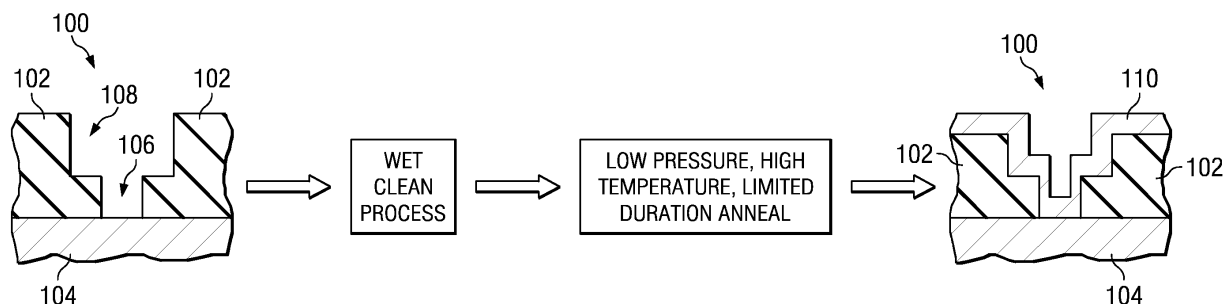 100
102
102
108
106
104
WET
CLEAN
PROCESS
LOW PRESSURE, HIGH
TEMPERATURE, LIMITED
DURATION ANNEAL
100
110
102
102
104